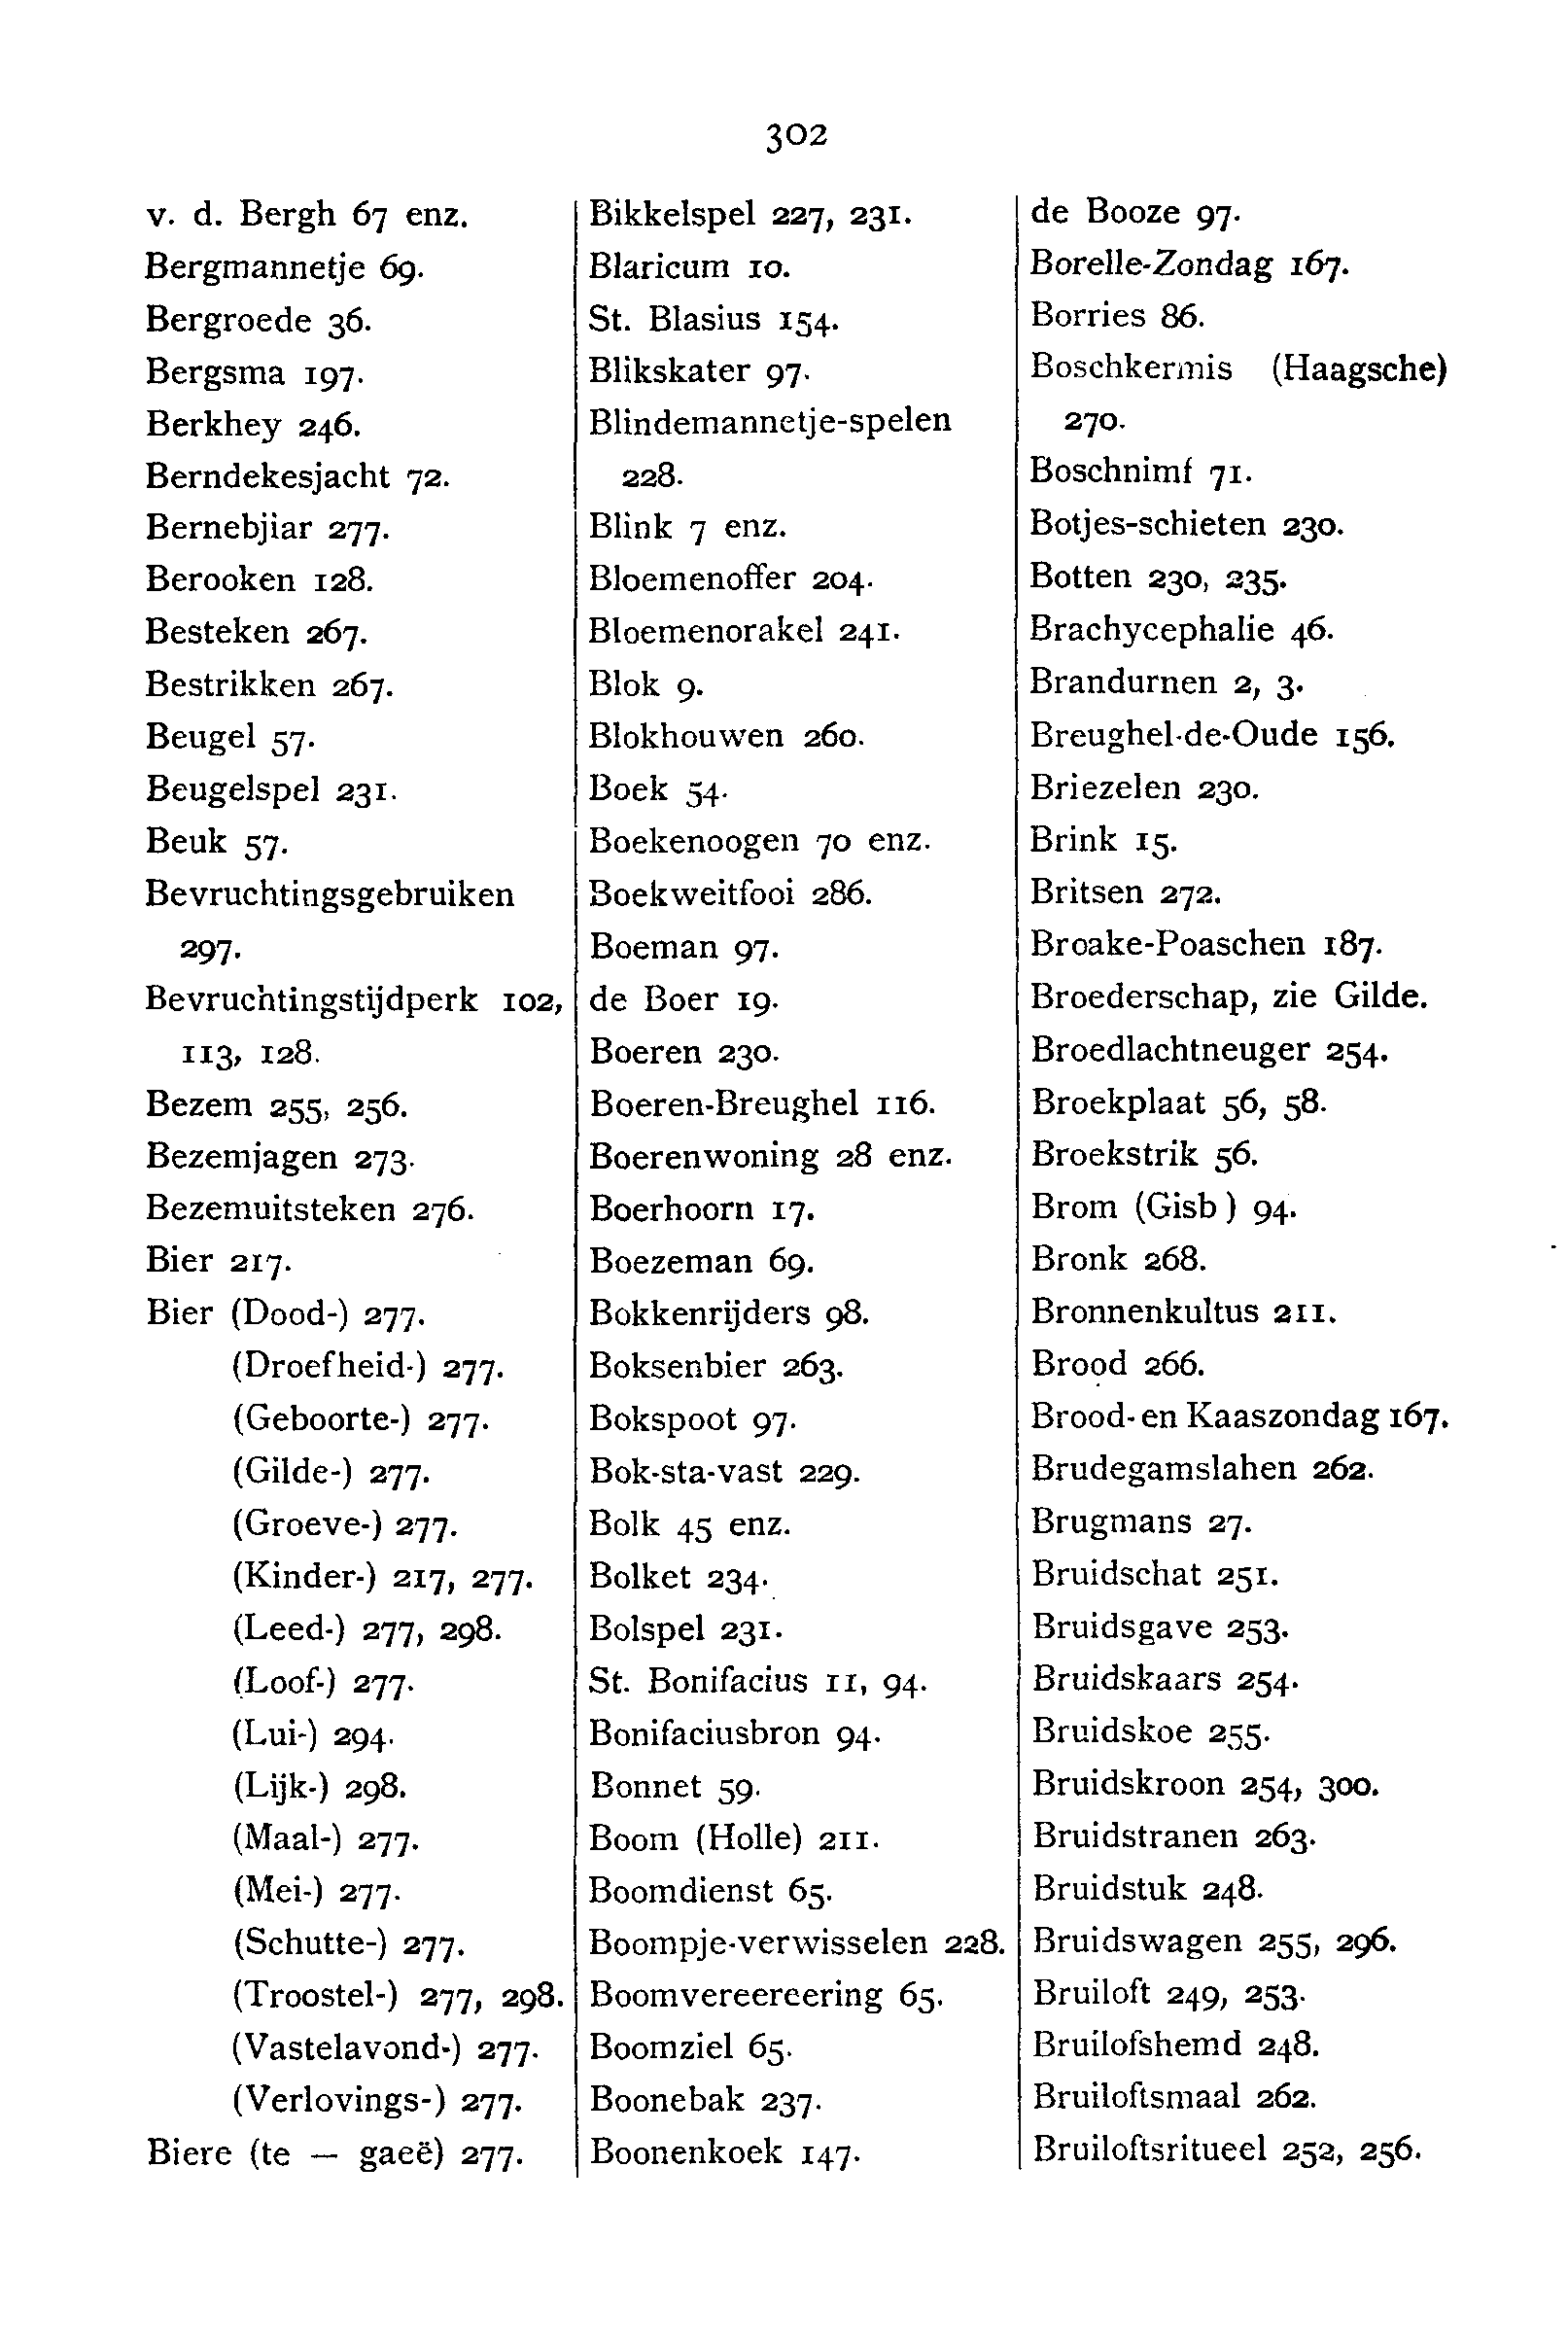 302
v. d. Bergh 67 enz.
Bergmannetje 69.
Bergroede 36.
Bergsma 197.
Berkhey 246.
Berndekesjacht 72.
Bernebjiar 277.
Berooken 128.
Besteken 267.
Bestrikken 267.
Beugel 57.
Beugelspel 231.
Beuk 57.
Bevruchtingsgebruiken
297.
Bevruchtingstijdperk 102,
113, 128.
Bezem 255, 256.
Bezemjagen 273.
Bezemuitsteken 276.
Bier 217.
Bier (Dood-) 277.
(Droefheid-) 277.
(Geboorte-) 277.
(Gilde-) 277.
(Groeve-) 277.
(Kinder-) 217, 277.
(Leed-) 277, 298.
(Loof-) 277.
(Lui-) 294.
(Lijk-) 298.
(Maal-) 277.
(Mei-) 277.
(Schutte-) 277.
(Troostel-) 277, 298.
(Vastelavond-) 277.
(Verlovings-) 277.
Biere (te — gaeë) 277.
Bikkelspel 227, 231.
Blaricum 10.
St. Blasius 154.
Blikskater 97.
Blindemannetje-spelen
228.
Blink 7 enz.
Bloemenoffer 204.
Bloemenorakel 241.
Blok 9.
Blokhouwen 260.
Boek 54.
Boekenoogen 70 enz.
Boekweitfooi 286.
Boeman 97.
de Boer 19.
Boeren 230.
Boeren-Breughel 116.
Boerenwoning 28 enz.
Boerhoorn 17.
Boezeman 69.
Bokkenrijders 98.
Boksenbier 263.
Bokspoot 97.
Bok-sta-vast 229.
Bolk 45 enz.
Bolket 234.
Bolspel 231.
St. Bonifacius 11, 94.
Bonifaciusbron 94.
Bonnet 59.
Boom (Holle) 211.
Boomdienst 65.
Boompje-verwisselen 228.
Boomvereereering 65.
Boomziel 65.
Boonebak 237.
Boonenkoek 147.
de Booze 97.
Borelle-Zondag 167.
Borries 86.
Boschkermis (Haagsche)
270.
Boschnimf 71.
Botjes-schieten 230.
Botten 230, 235.
Brachycephalie 46.
Brandurnen 2, 3.
Breughel-de-Oude 156.
Briezelen 230.
Brink 15.
Britsen 272.
Broake-Poaschen 187.
Broederschap, zie Gilde.
Broedlachtneuger 254.
Broekplaat 56, 58.
Broekstrik 56.
Brom (Gisb) 94.
Bronk 268.
Bronnenkultus 211.
Brood 266.
Brood- en Kaaszondag 167.
Brudegamslahen 262.
Brugmans 27.
Bruidschat 251.
Bruidsgave 253.
Bruidskaars 254.
Bruidskoe 255.
Bruidskroon 254, 300.
Bruidstranen 263.
Bruidstuk 248.
Bruidswagen 255, 296.
Bruiloft 249, 253.
Bruilofshemd 248.
Bruiloftsmaal 262.
Bruiloftsritueel 252, 256.